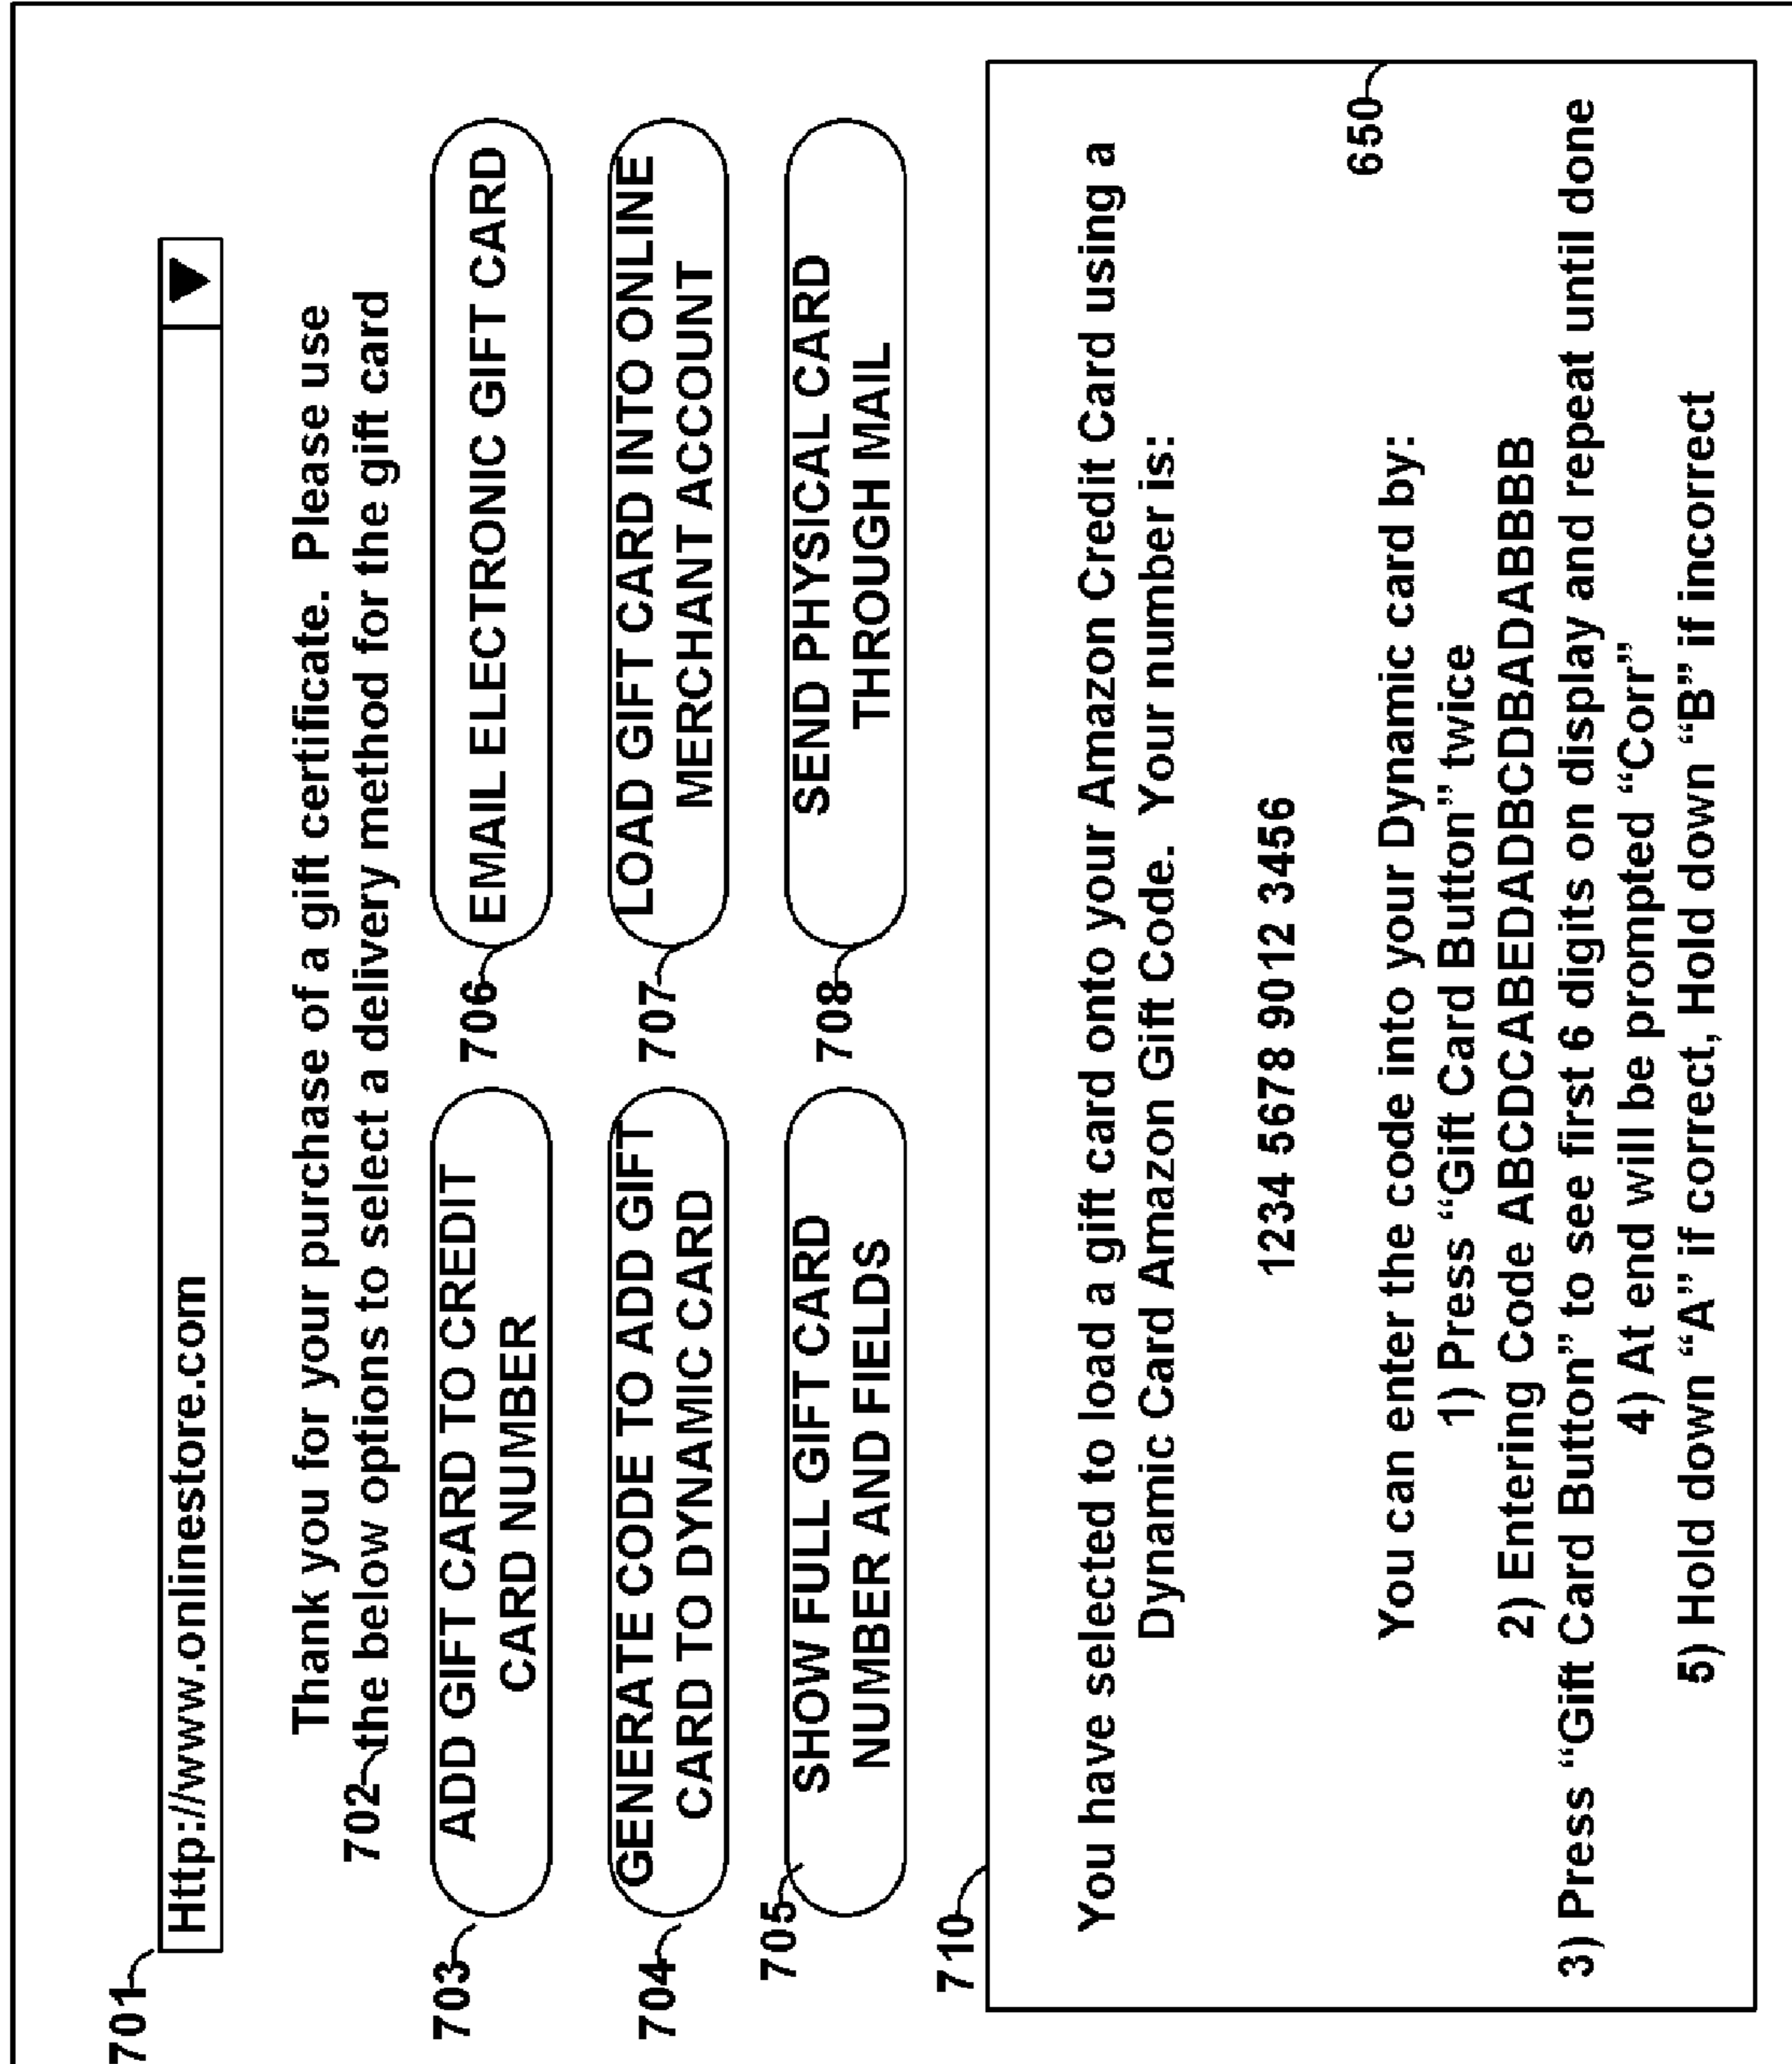 701
Http://www.onlinestore.com
Thank you for your purchase of a gift certificate. Please use
702 the below options to select a delivery method for the gift card
703
ADD GIFT CARD TO CREDIT
CARD NUMBER
706
EMAIL ELECTRONIC GIFT CARD
704
GENERATE CODE TO ADD GIFT
CARD TO DYNAMIC CARD
707
LOAD GIFT CARD INTO ONLINE
MERCHANT ACCOUNT
705
SHOW FULL GIFT CARD
NUMBER AND FIELDS
708
SEND PHYSICAL CARD
THROUGH MAIL
710
You have selected to load a gift card onto your Amazon Credit Card using a
Dynamic Card Amazon Gift Code. Your number is:
1234 5678 9012 3456
650
You can enter the code into your Dynamic card by:
1) Press “Gift Card Button” twice
2) Entering Code ABCDCABEDADBCDBADABBBB
3) Press “Gift Card Button” to see first 6 digits on display and repeat until done
4) At end will be prompted “Corr”
5) Hold down “A” if correct, Hold down “B” if incorrect